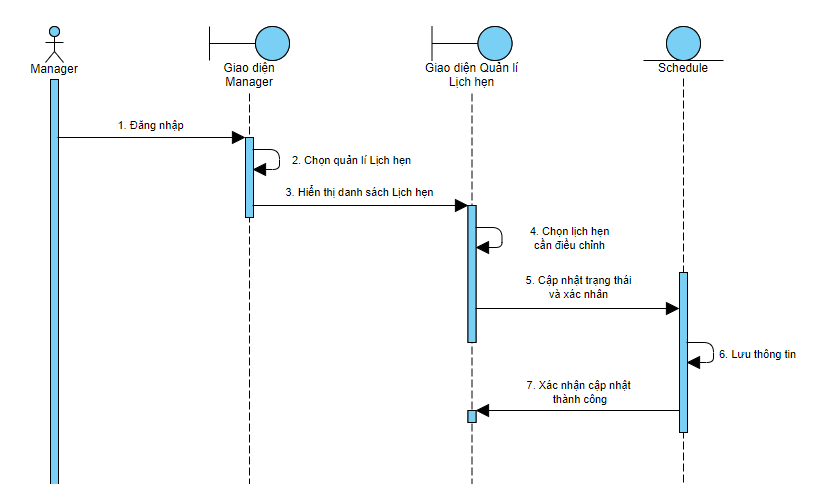 Manager
Giao diện
Manager
Giao diện Quản lí
Lịch hẹn
Schedule
1. Đăng nhập
2. Chọn quản lí Lịch hẹn
3. Hiển thị danh sách Lịch hẹn
4. Chọn lịch hẹn
cần điều chỉnh
5. Cập nhật trạng thái
và xác nhân
6. Lưu thông tin
7. Xác nhận cập nhật
thành công